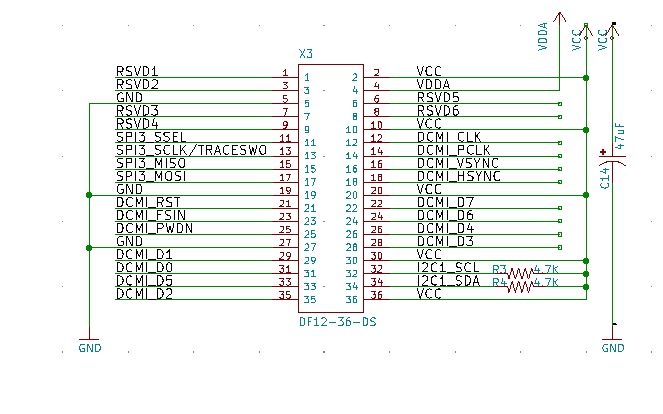 VDDA VCC VCC
X3
RSVD1 1 1 2 2 VCC
RSVD2 3 3 4 4 VDDA
GND 5 5 6 6 RSVD5
RSVD3 7 7 8 8 RSVD6
RSVD4 9 9 10 10 VCC
SPI3_SSEL 11 11 12 12 DCMI_CLK
SPI3_SCLK/TRACESWO 13 13 14 14 DCMI_PCLK
SPI3_MISO 15 15 16 16 DCMI_VSYNC
SPI3_MOSI 17 17 18 18 DCMI_HSYNC
GND 19 19 20 20 VCC
DCMI_RST 21 21 22 22 DCMI_D7
DCMI_FSIN 23 23 24 24 DCMI_D6
DCMI_PWDN 25 25 26 26 DCMI_D4
GND 27 27 28 28 DCMI_D3
DCMI_D1 29 29 30 30 VCC
DCMI_D0 31 31 32 32 I2C1_SCL R3 4.7K
DCMI_D5 33 33 34 34 I2C1_SDA R4 4.7K
DCMI_D2 35 35 36 36 VCC
+ 47uF
C14
DF12-36-DS
GND GND